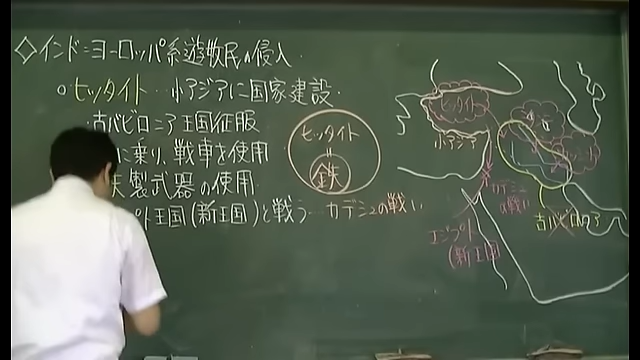 ◇インド=ヨーロッパ系遊牧民の侵入
○ヒッタイト…小アジアに国家建設
・古バビロニア王国征服
に乗り、戦車を使用
製武器の使用
王国(新王国)と戦う…カデシュの戦い
ヒッタイト
=
鉄
ヒッタイト
小アジア
カデシュ
の戦い
エジプト
(新王国
古バビロニア